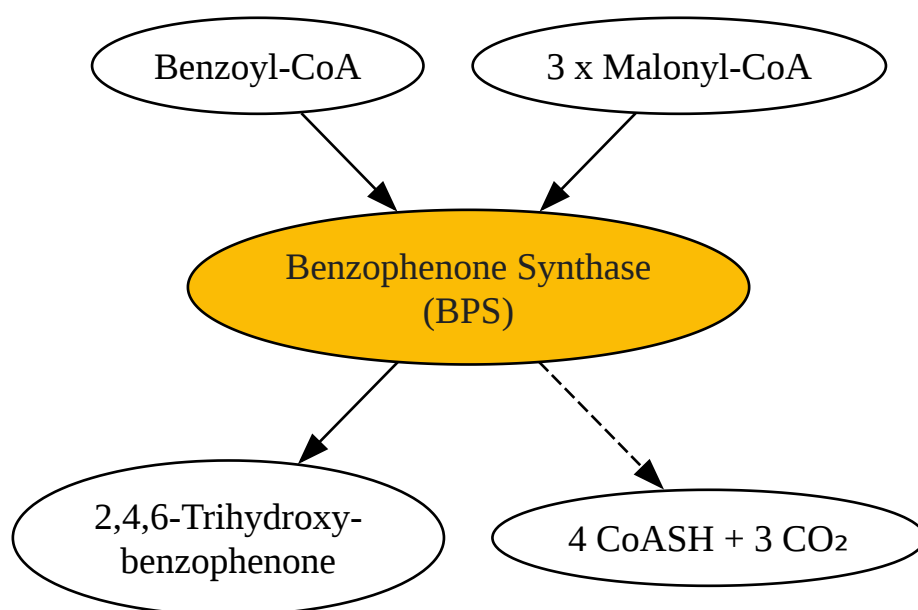 Benzoyl-CoA
3 x Malonyl-CoA
Benzophenone Synthase
(BPS)
2,4,6-Trihydroxy-
benzophenone
4 CoASH + 3 CO₂